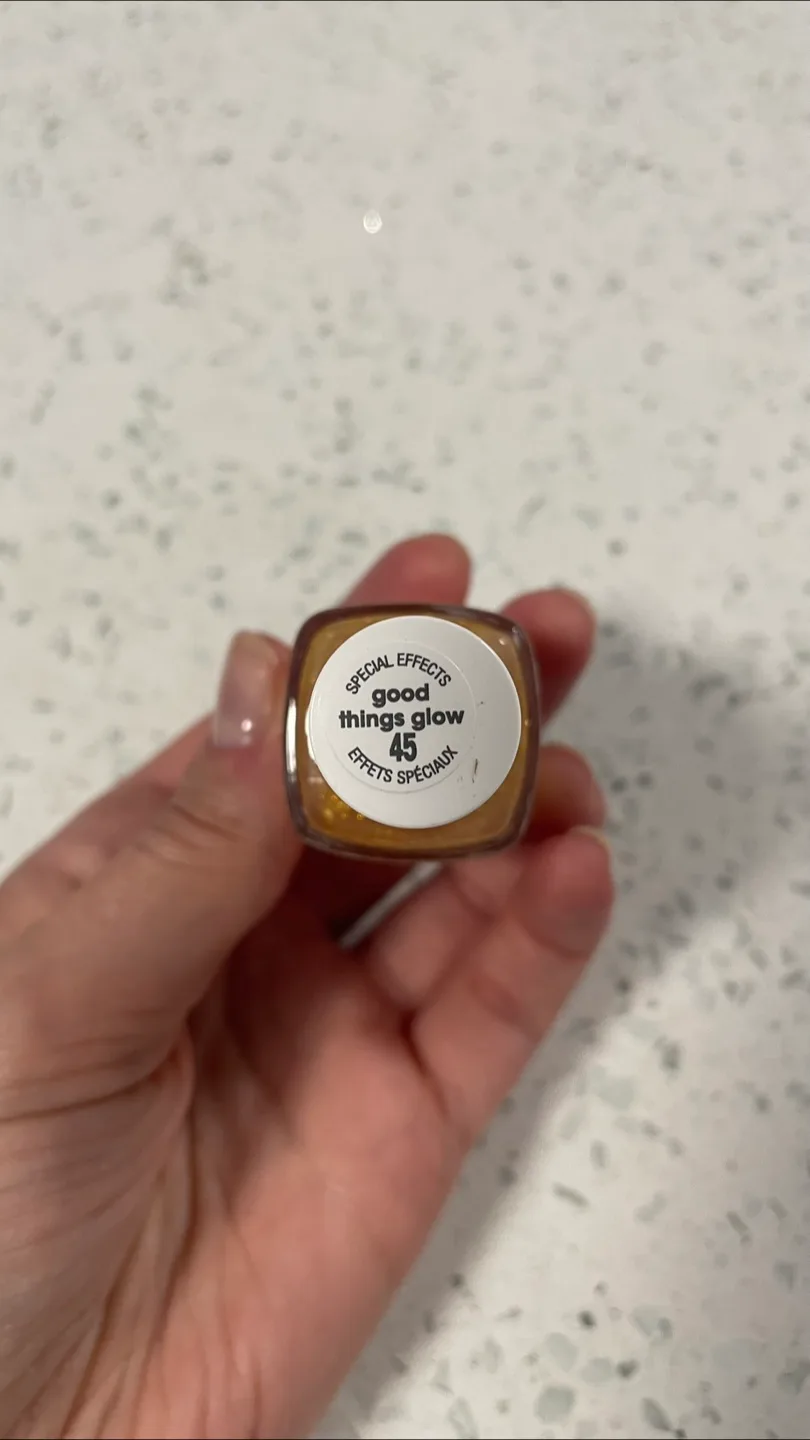 SPECIAL EFFECTS
good
things glow
45
EFFETS SPÉCIAUX